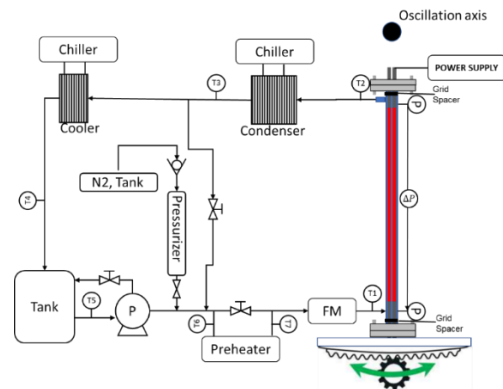 Oscillation axis
Chiller
Chiller
POWER SUPPLY
T3
T2
Grid
Spacer
P
Cooler
Condenser
N2, Tank
Pressurizer
ΔP
T4
Tank
T5
P
FM
T1
P
T6
T7
Grid
Spacer
Preheater